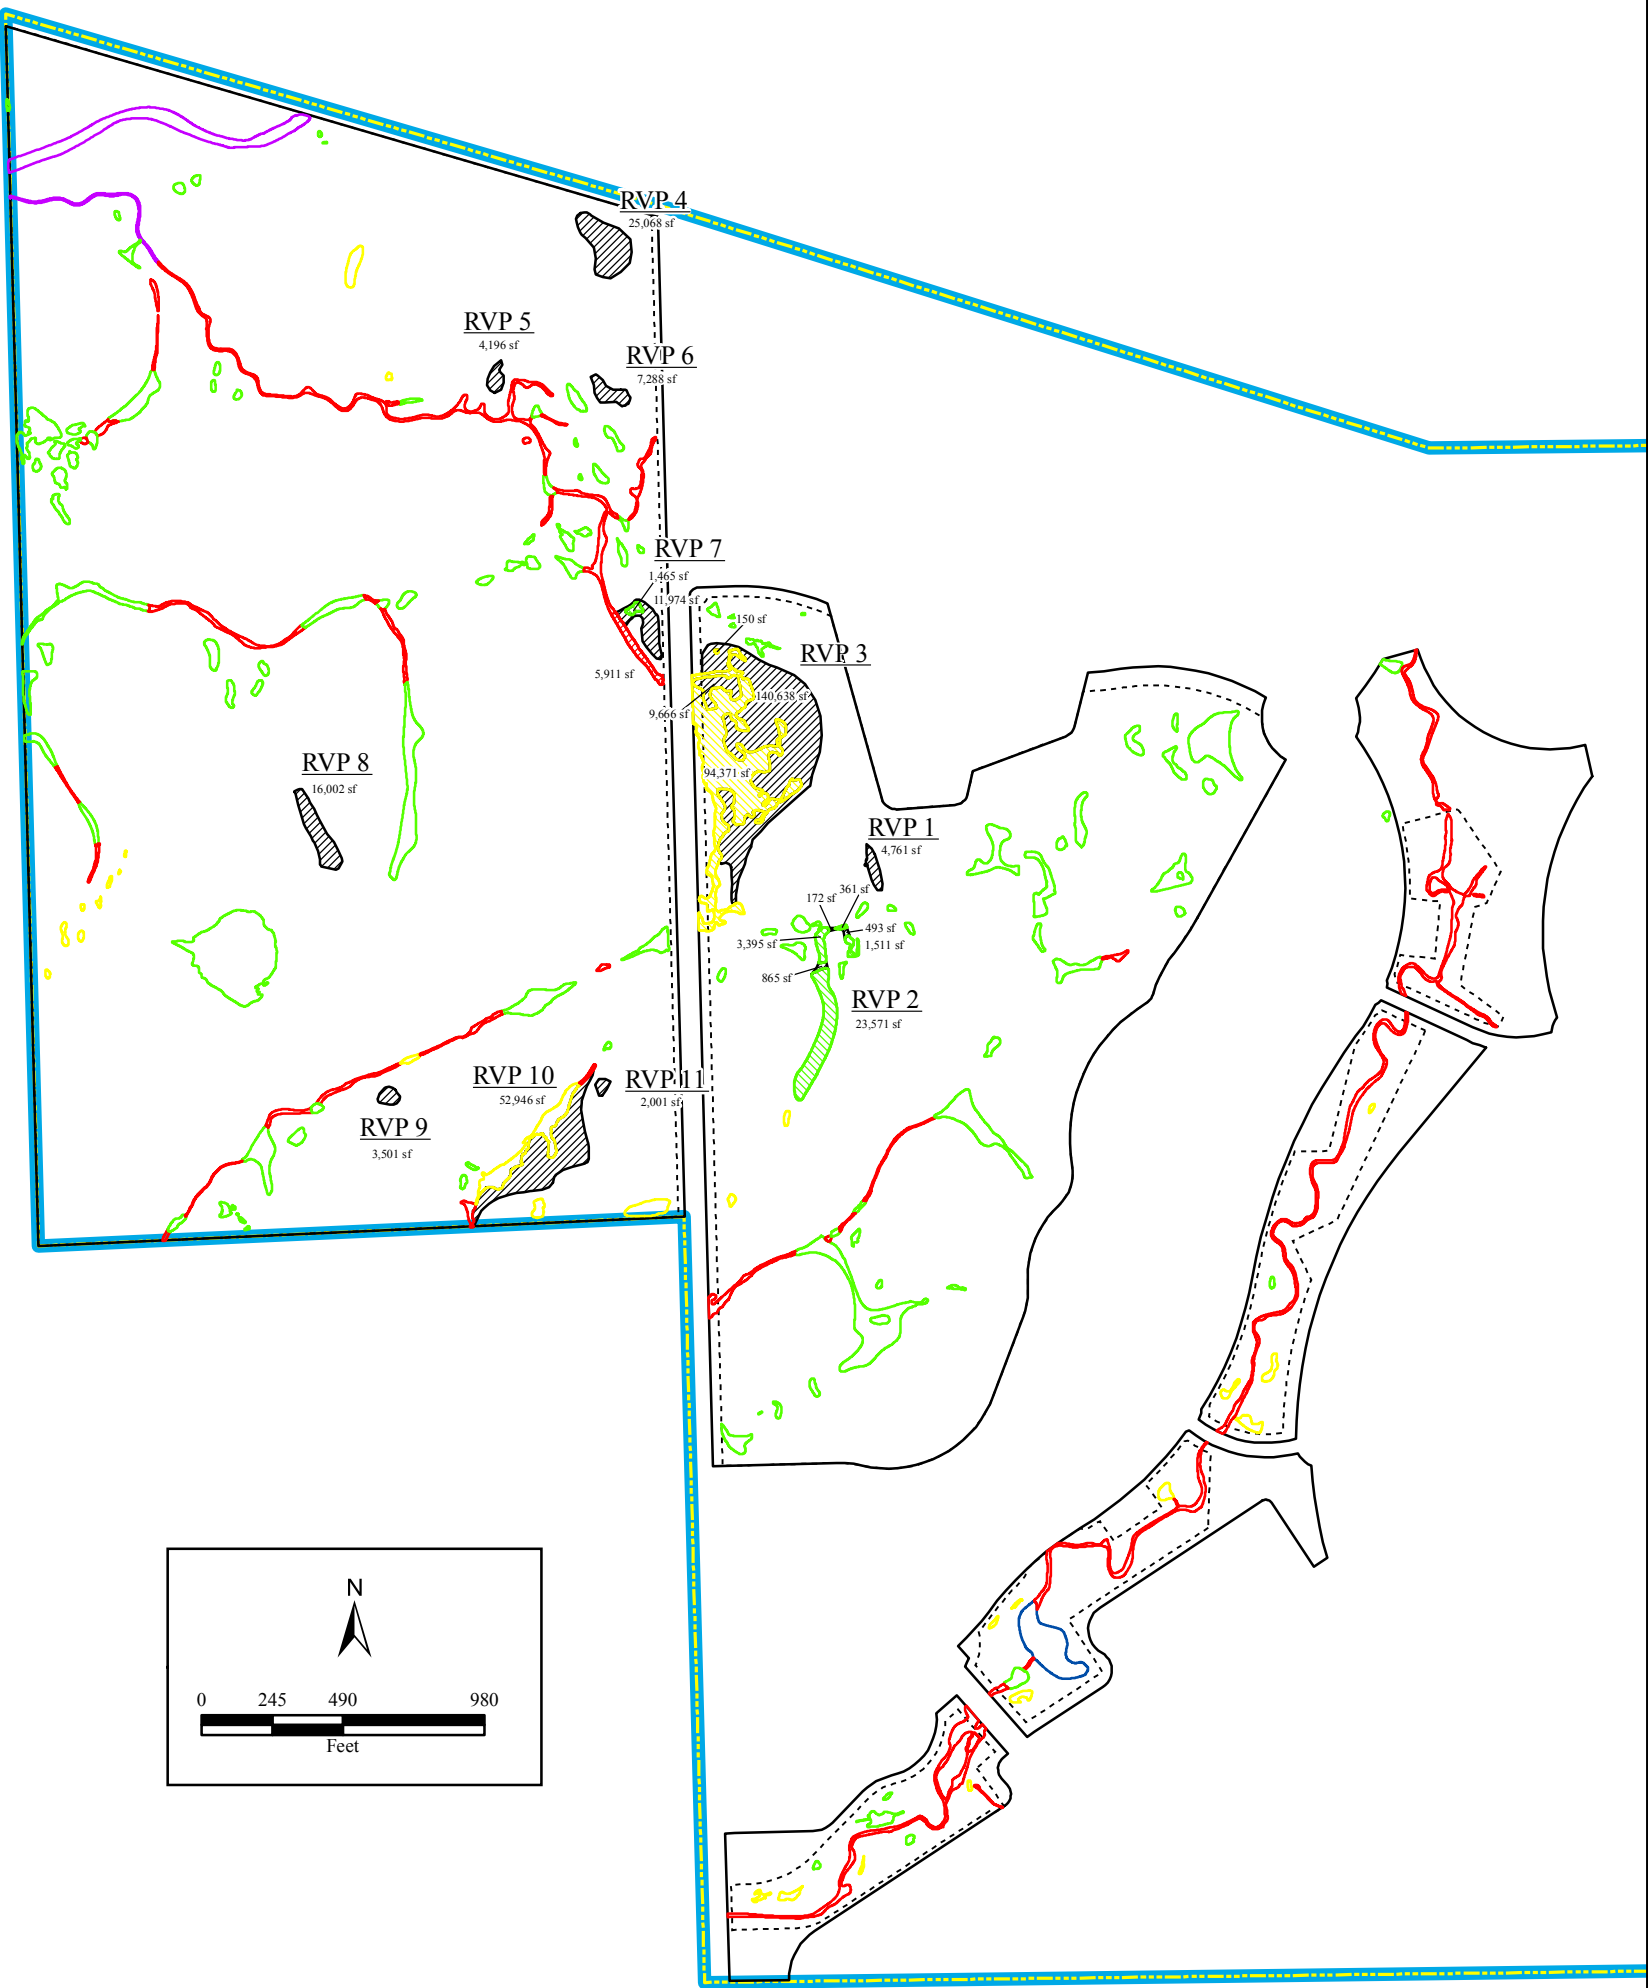 RVP 4
25,068 sf
RVP 5
4,196 sf
RVP 6
7,288 sf
RVP 7
1,465 sf
11,974 sf
5,911 sf
150 sf
RVP 3
140,638 sf
9,666 sf
94,371 sf
RVP 8
16,002 sf
RVP 1
4,761 sf
361 sf
172 sf
493 sf
3,395 sf
1,511 sf
865 sf
RVP 2
23,571 sf
RVP 10
52,946 sf
RVP 11
2,001 sf
RVP 9
3,501 sf
N
0 245 490 980
Feet